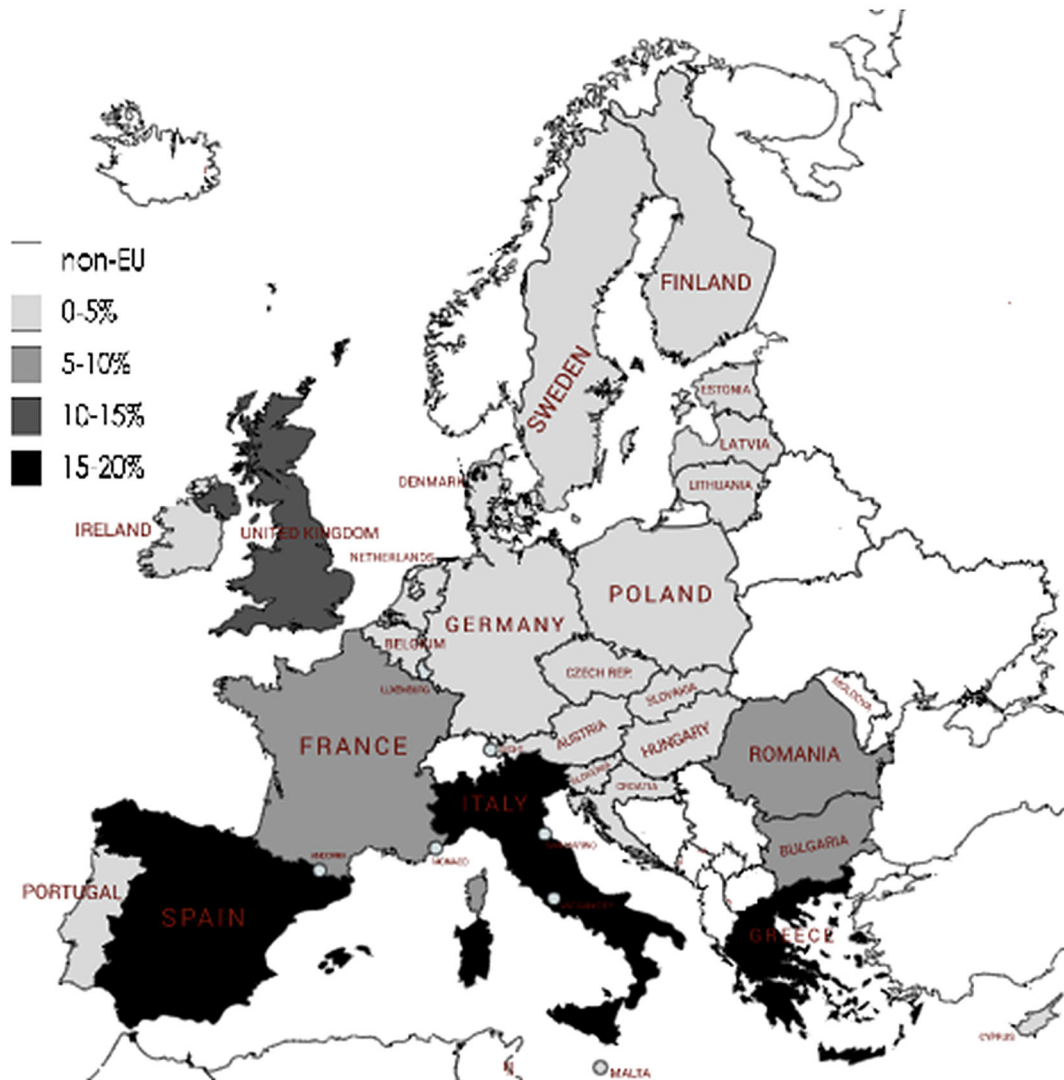 non-EU
0-5%
5-10%
10-15%
15-20%
FINLAND
SWEDEN
ESTONIA
LATVIA
LITHUANIA
DENMARK
IRELAND
UNITED KINGDOM
NETHERLANDS
POLAND
GERMANY
BELGIUM
CZECH REP.
LUXEMBURG
SLOVAKIA
MOLDOVA
AUSTRIA
HUNGARY
FRANCE
ROMANIA
SLOVENIA
CROATIA
ITALY
SAN MARINO
BULGARIA
ANDORRA
MONACO
PORTUGAL
SPAIN
VATICAN CITY
GREECE
CYPRUS
MALTA